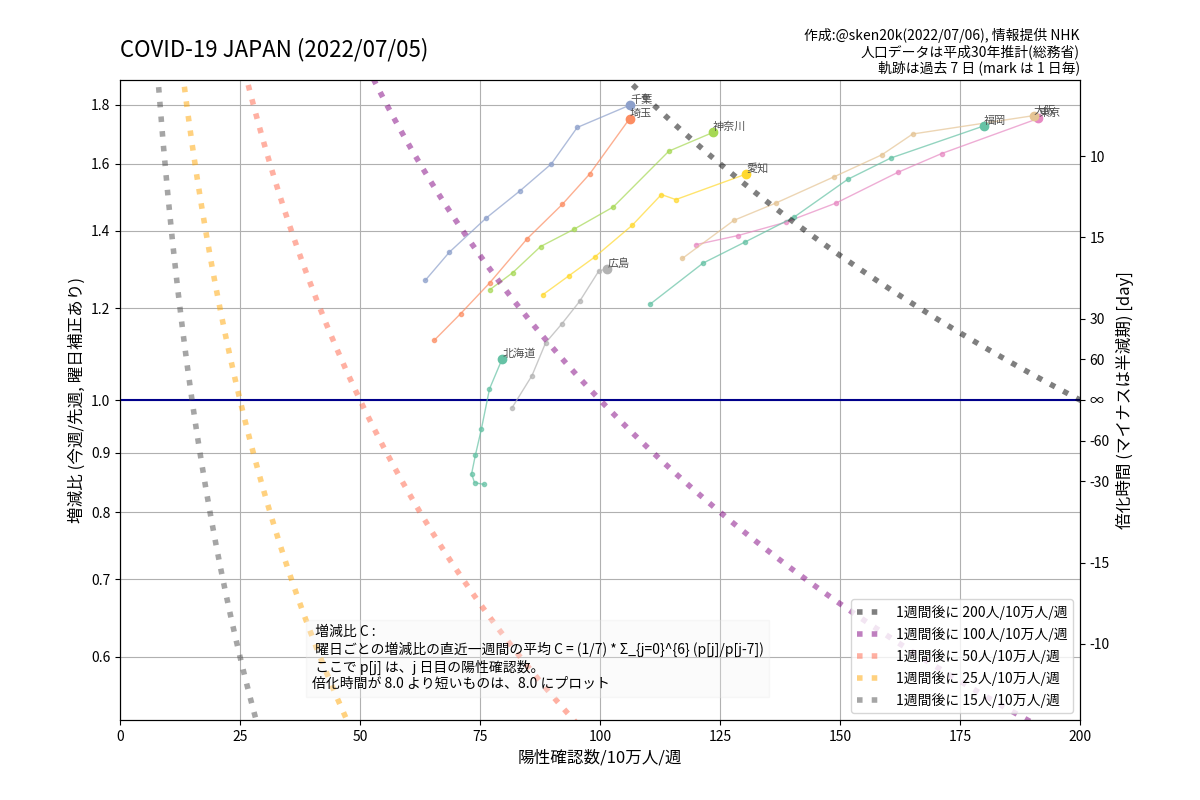 COVID-19 JAPAN (2022/07/05)
作成:@sken20k(2022/07/06), 情報提供 NHK
人口データは平成30年推計(総務省)
軌跡は過去 7 日 (mark は 1 日毎)
増減比 (今週/先週, 曜日補正あり)
1.8
1.6
1.4
1.2
1.0
0.9
0.8
0.7
0.6
千葉
埼玉
神奈川
愛知
広島
北海道
福岡
大阪
東京
10
15
30
60
∞
-60
-30
-15
-10
倍化時間 (マイナスは半減期) [day]
増減比 C :
曜日ごとの増減比の直近一週間の平均 C = (1/7) * Σ_{j=0}^{6} (p[j]/p[j-7])
ここで p[j] は、j 日目の陽性確認数。
倍化時間が 8.0 より短いものは、8.0 にプロット
1週間後に 200人/10万人/週
1週間後に 100人/10万人/週
1週間後に 50人/10万人/週
1週間後に 25人/10万人/週
1週間後に 15人/10万人/週
0
25
50
75
100
125
150
175
200
陽性確認数/10万人/週